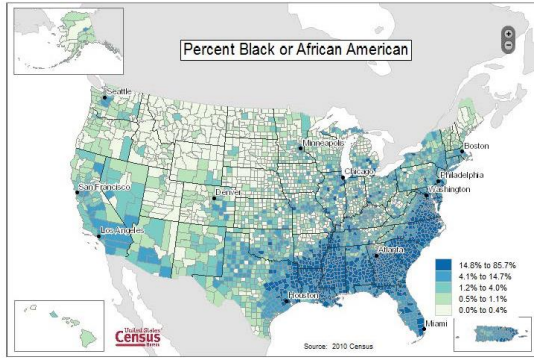 Percent Black or African American
Seattle
Minneapolis
Boston
Chicago
Philadelphia
San Francisco
Denver
Washington
Los Angeles
Atlanta
Houston
Miami
14.8% to 85.7%
4.1% to 14.7%
1.2% to 4.0%
0.5% to 1.1%
0.0% to 0.4%
United States
Census
Source: 2010 Census